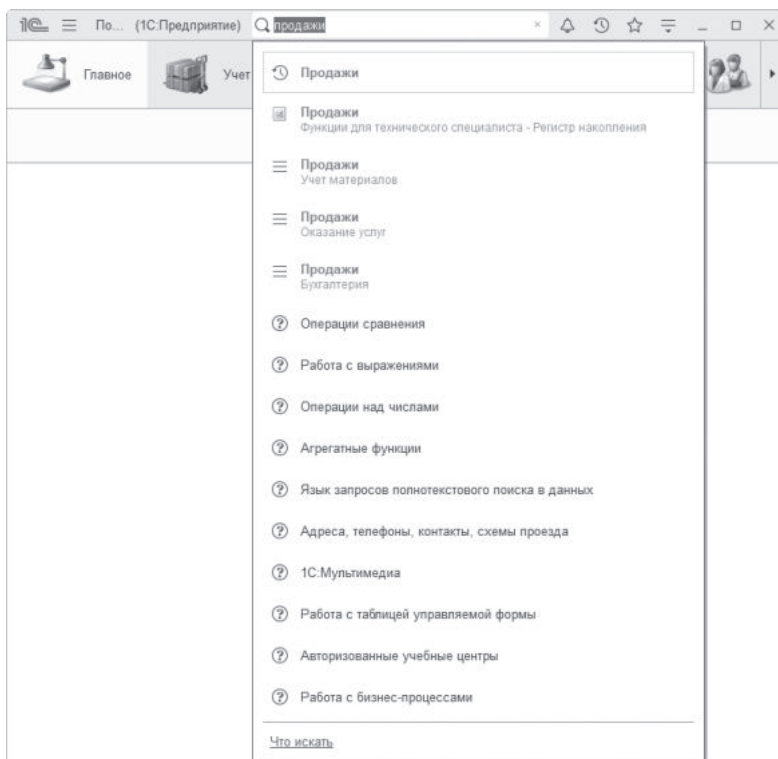 1С По... (1С:Предприятие) продажи
Главное Учет
Продажи
Продажи
Функции для технического специалиста - Регистр накопления
Продажи
Учет материалов
Продажи
Оказание услуг
Продажи
Бухгалтерия
Операции сравнения
Работа с выражениями
Операции над числами
Агрегатные функции
Язык запросов полнотекстового поиска в данных
Адреса, телефоны, контакты, схемы проезда
1С:Мультимедиа
Работа с таблицей управляемой формы
Авторизованные учебные центры
Работа с бизнес-процессами
Что искать